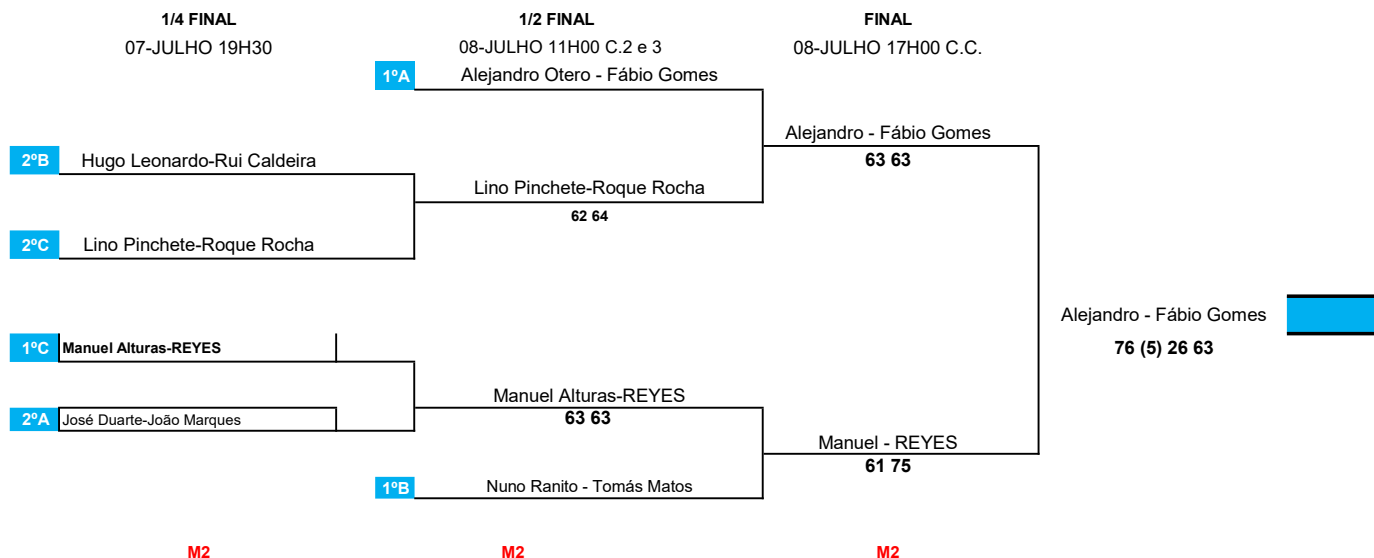 1/4 FINAL 1/2 FINAL FINAL
07-JULHO 19H30 08-JULHO 11H00 C.2 e 3 08-JULHO 17H00 C.C.
1ºA Alejandro Otero - Fábio Gomes
Alejandro - Fábio Gomes
2ºB Hugo Leonardo-Rui Caldeira 63 63
Lino Pinchete-Roque Rocha
62 64
2ºC Lino Pinchete-Roque Rocha
Alejandro - Fábio Gomes
1ºC Manuel Alturas-REYES 76 (5) 26 63
Manuel Alturas-REYES
2ºA José Duarte-João Marques 63 63
Manuel - REYES
61 75
1ºB Nuno Ranito - Tomás Matos
M2 M2 M2